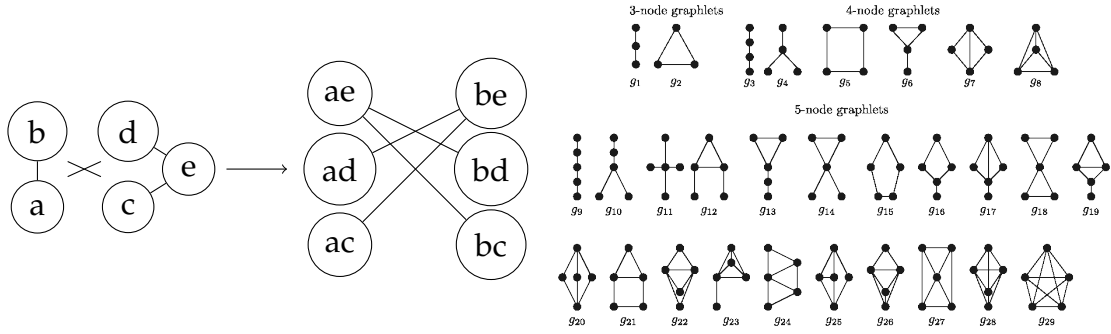 b
d
e
a
c
ae
be
ad
bd
ac
bc
3-node graphlets
4-node graphlets
g1
g2
g3
g4
g5
g6
g7
g8
5-node graphlets
g9
g10
g11
g12
g13
g14
g15
g16
g17
g18
g19
g20
g21
g22
g23
g24
g25
g26
g27
g28
g29